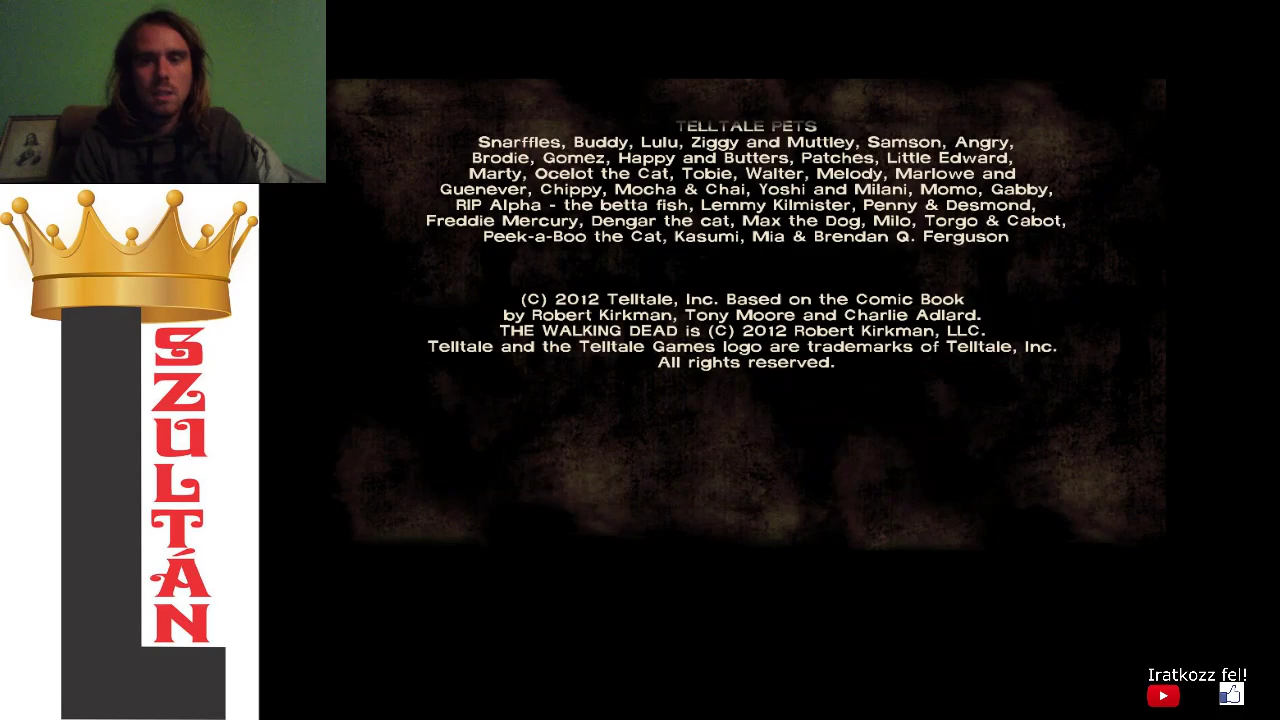 TELLTALE PETS
Snarffles, Buddy, Lulu, Ziggy and Muttley, Samson, Angry,
Brodie, Gomez, Happy and Butters, Patches, Little Edward,
Marty, Ocelot the Cat, Tobie, Walter, Melody, Marlowe and
Guenever, Chippy, Mocha & Chai, Yoshi and Milani, Momo, Gabby,
RIP Alpha - the betta fish, Lemmy Kilmister, Penny & Desmond,
Freddie Mercury, Dengar the cat, Max the Dog, Milo, Torgo & Cabot,
Peek-a-Boo the Cat, Kasumi, Mia & Brendan Q. Ferguson
(C) 2012 Telltale, Inc. Based on the Comic Book
by Robert Kirkman, Tony Moore and Charlie Adlard.
THE WALKING DEAD is (C) 2012 Robert Kirkman, LLC.
Telltale and the Telltale Games logo are trademarks of Telltale, Inc.
All rights reserved.
L
SZULTÁN
Iratkozz fel!